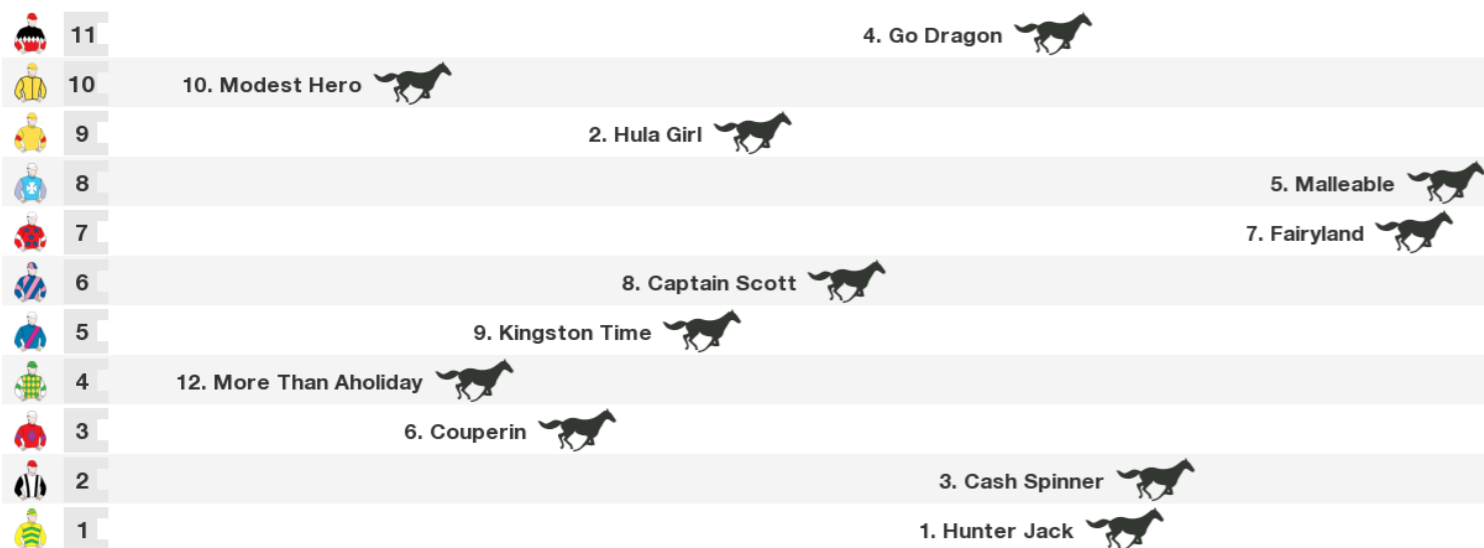 11 4. Go Dragon
10 10. Modest Hero
9 2. Hula Girl
8 5. Malleable
7 7. Fairyland
6 8. Captain Scott
5 9. Kingston Time
4 12. More Than Aholiday
3 6. Couperin
2 3. Cash Spinner
1 1. Hunter Jack